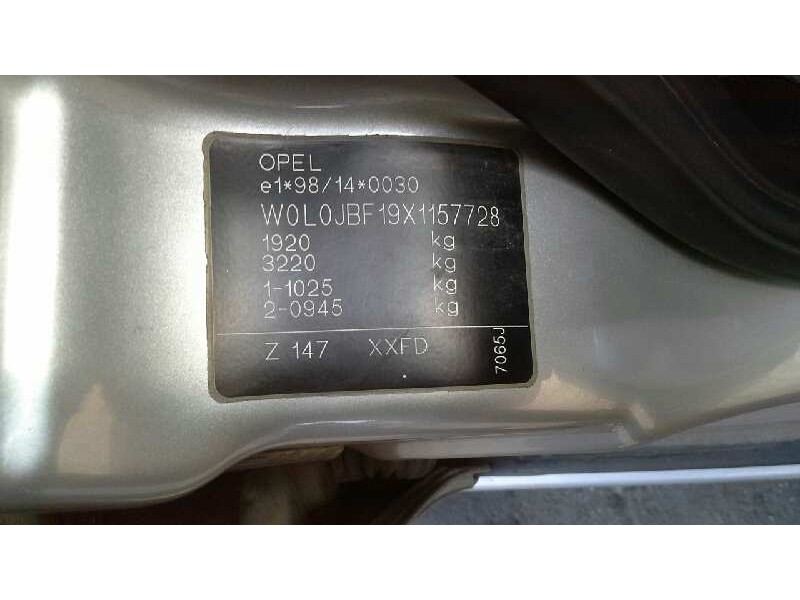 OPEL
e1*98/14*0030
W0L0JBF19X1157728
1920 kg
3220 kg
1-1025 kg
2-0945 kg
Z 147 XXFD
7065J